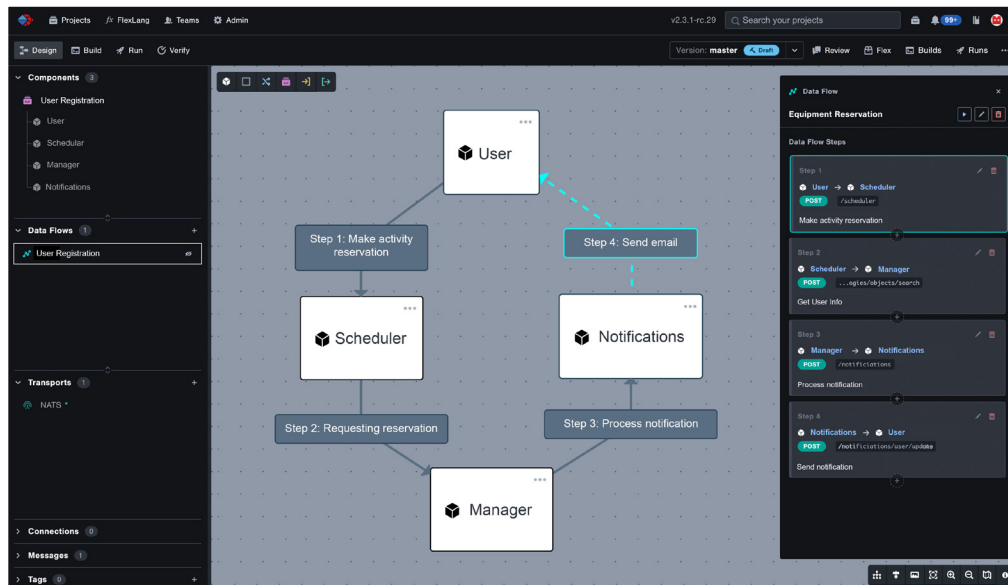 Projects
FlexLang
Teams
Admin
v2.3.1-rc.29
Search your projects
99+
Design
Build
Run
Verify
Version: master
Draft
Review
Flex
Builds
Runs
Components 3
User Registration
User
Schedular
Manager
Notifications
Data Flows 1
User Registration
Transports 1
NATS
Connections 0
Messages 1
Tags 0
User
Step 1: Make activity
reservation
Step 4: Send email
Scheduler
Notifications
Step 2: Requesting reservation
Step 3: Process notification
Manager
Data Flow
Equipment Reservation
Data Flow Steps
Step 1
User → Scheduler
POST /scheduler
Make activity reservation
Step 2
Scheduler → Manager
POST ...ogies/objects/search
Get User Info
Step 3
Manager → Notifications
POST /notificiations
Process notification
Step 4
Notifications → User
POST /notificiations/user/update
Send notification